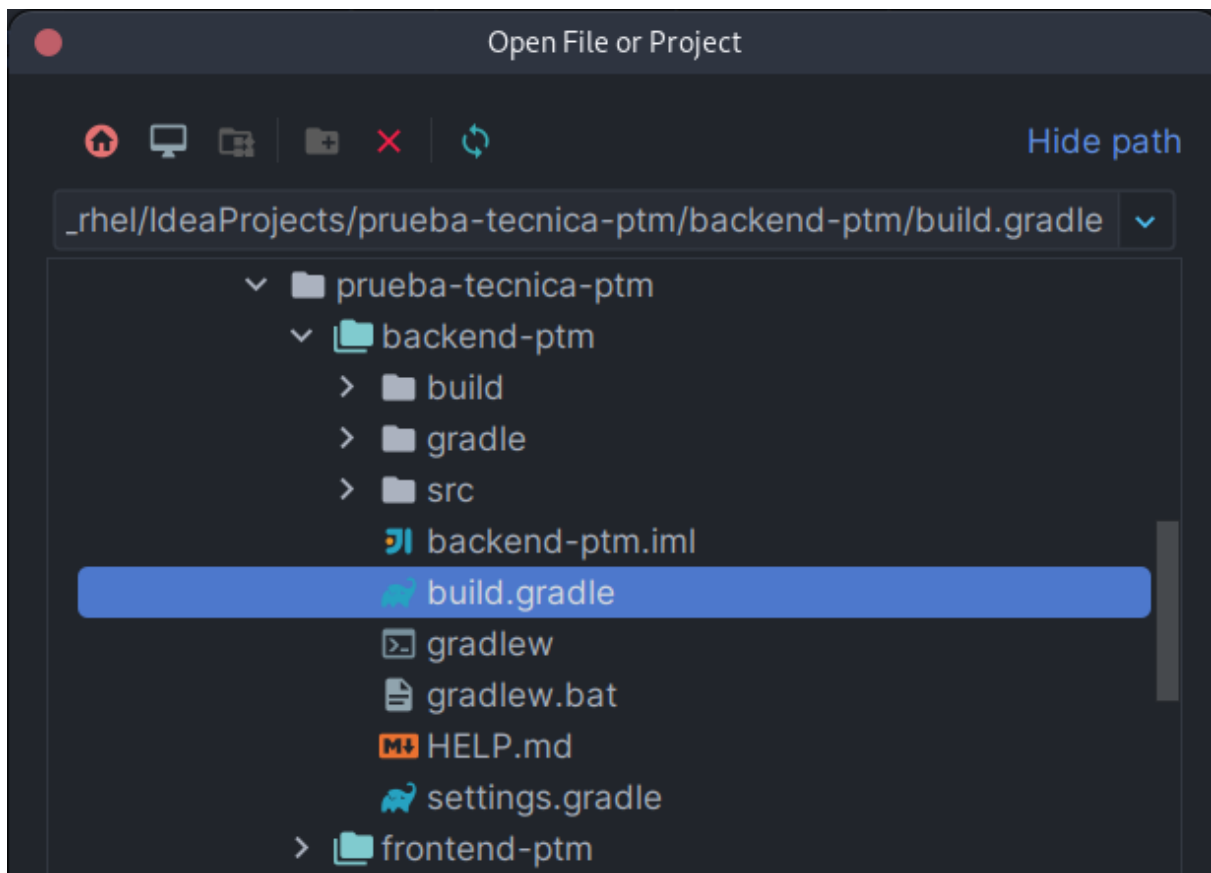 Open File or Project
Hide path
_rhel/IdeaProjects/prueba-tecnica-ptm/backend-ptm/build.gradle
prueba-tecnica-ptm
backend-ptm
build
gradle
src
backend-ptm.iml
build.gradle
gradlew
gradlew.bat
HELP.md
settings.gradle
frontend-ptm